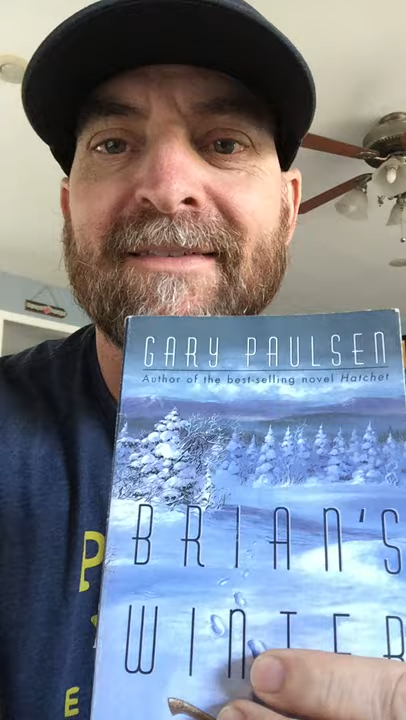 GARY PAULSEN
Author of the best-selling novel Hatchet
BRIAN'S
WINTER
P
E